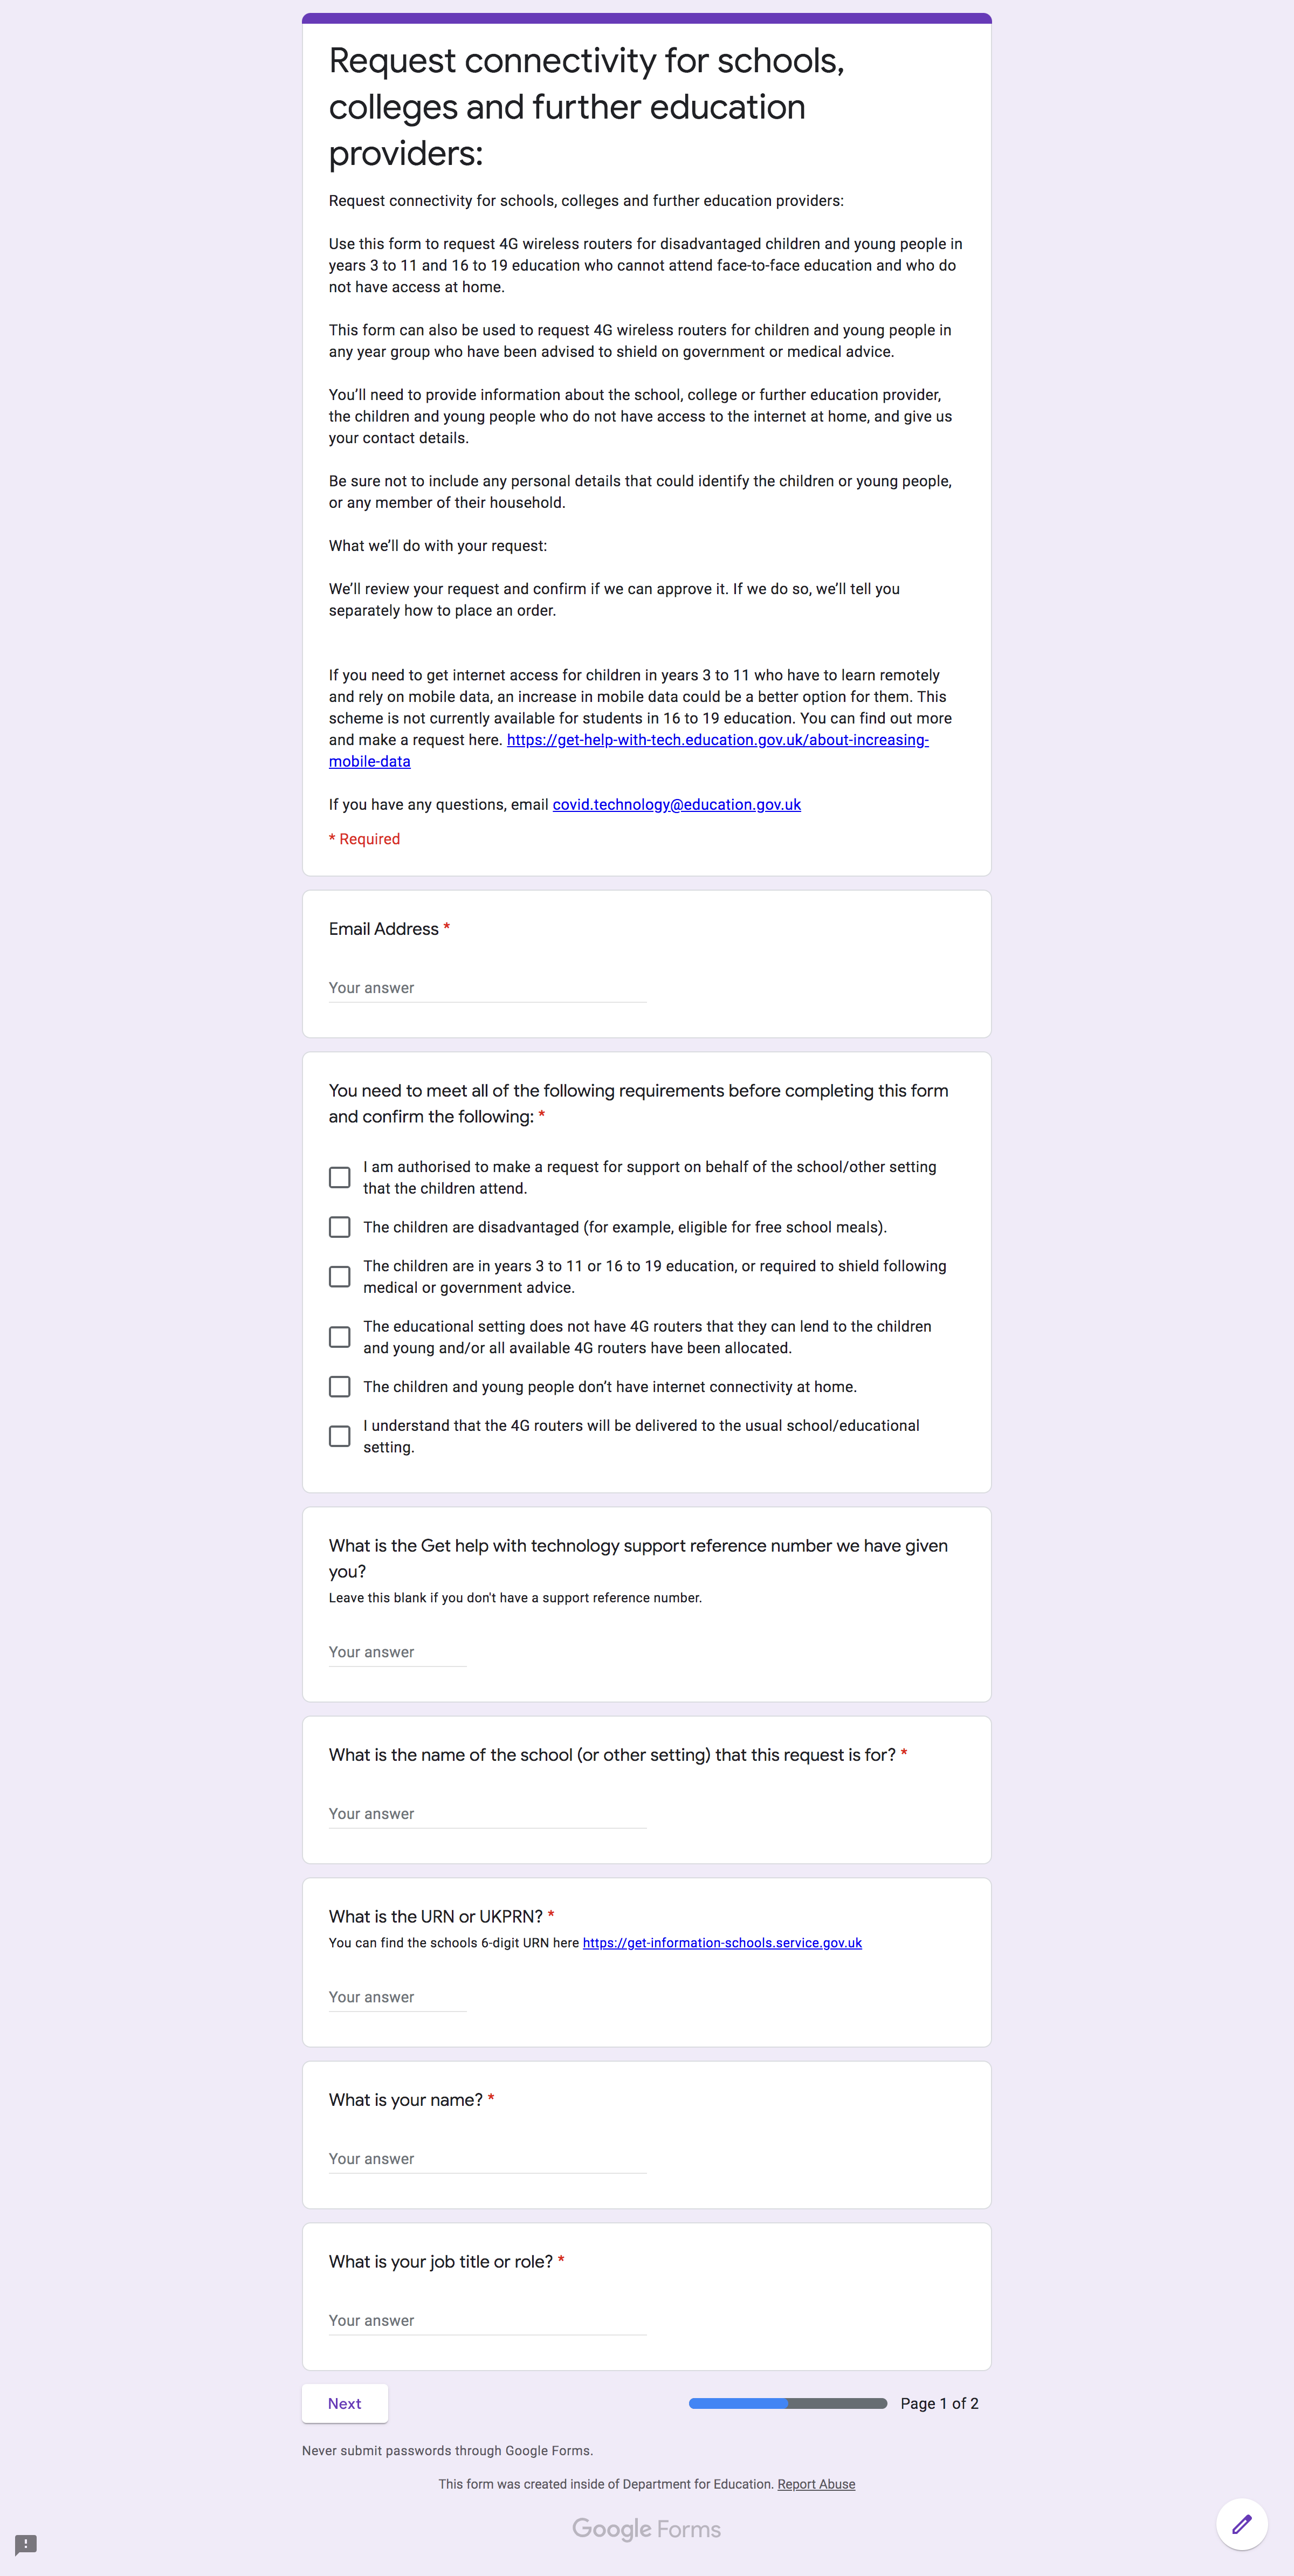 Request connectivity for schools,
colleges and further education
providers:
Request connectivity for schools, colleges and further education providers:
Use this form to request 4G wireless routers for disadvantaged children and young people in
years 3 to 11 and 16 to 19 education who cannot attend face-to-face education and who do
not have access at home.
This form can also be used to request 4G wireless routers for children and young people in
any year group who have been advised to shield on government or medical advice.
You’ll need to provide information about the school, college or further education provider,
the children and young people who do not have access to the internet at home, and give us
your contact details.
Be sure not to include any personal details that could identify the children or young people,
or any member of their household.
What we’ll do with your request:
We’ll review your request and confirm if we can approve it. If we do so, we’ll tell you
separately how to place an order.
If you need to get internet access for children in years 3 to 11 who have to learn remotely
and rely on mobile data, an increase in mobile data could be a better option for them. This
scheme is not currently available for students in 16 to 19 education. You can find out more
and make a request here. https://get-help-with-tech.education.gov.uk/about-increasing-
mobile-data
If you have any questions, email covid.technology@education.gov.uk
* Required
Email Address *
Your answer
You need to meet all of the following requirements before completing this form
and confirm the following: *
I am authorised to make a request for support on behalf of the school/other setting
that the children attend.
The children are disadvantaged (for example, eligible for free school meals).
The children are in years 3 to 11 or 16 to 19 education, or required to shield following
medical or government advice.
The educational setting does not have 4G routers that they can lend to the children
and young and/or all available 4G routers have been allocated.
The children and young people don’t have internet connectivity at home.
I understand that the 4G routers will be delivered to the usual school/educational
setting.
What is the Get help with technology support reference number we have given
you?
Leave this blank if you don't have a support reference number.
Your answer
What is the name of the school (or other setting) that this request is for? *
Your answer
What is the URN or UKPRN? *
You can find the schools 6-digit URN here https://get-information-schools.service.gov.uk
Your answer
What is your name? *
Your answer
What is your job title or role? *
Your answer
Next
Page 1 of 2
Never submit passwords through Google Forms.
This form was created inside of Department for Education. Report Abuse
Google Forms